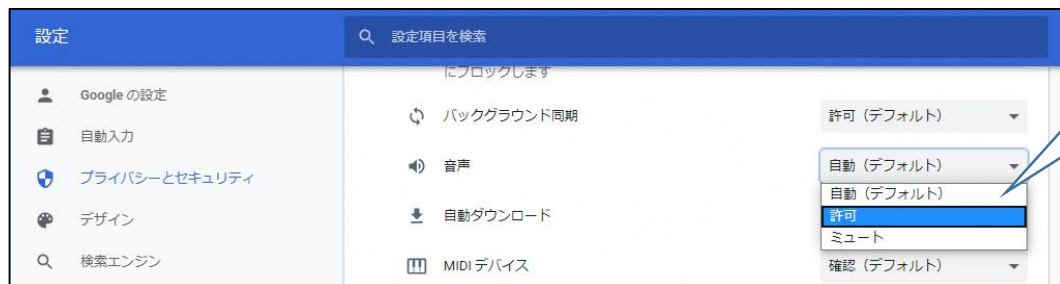 設定
設定項目を検索
Google の設定
自動入力
プライバシーとセキュリティ
デザイン
検索エンジン
にブロックします
バックグラウンド同期
許可（デフォルト）
音声
自動（デフォルト）
自動（デフォルト）
許可
ミュート
自動ダウンロード
MIDI デバイス
確認（デフォルト）